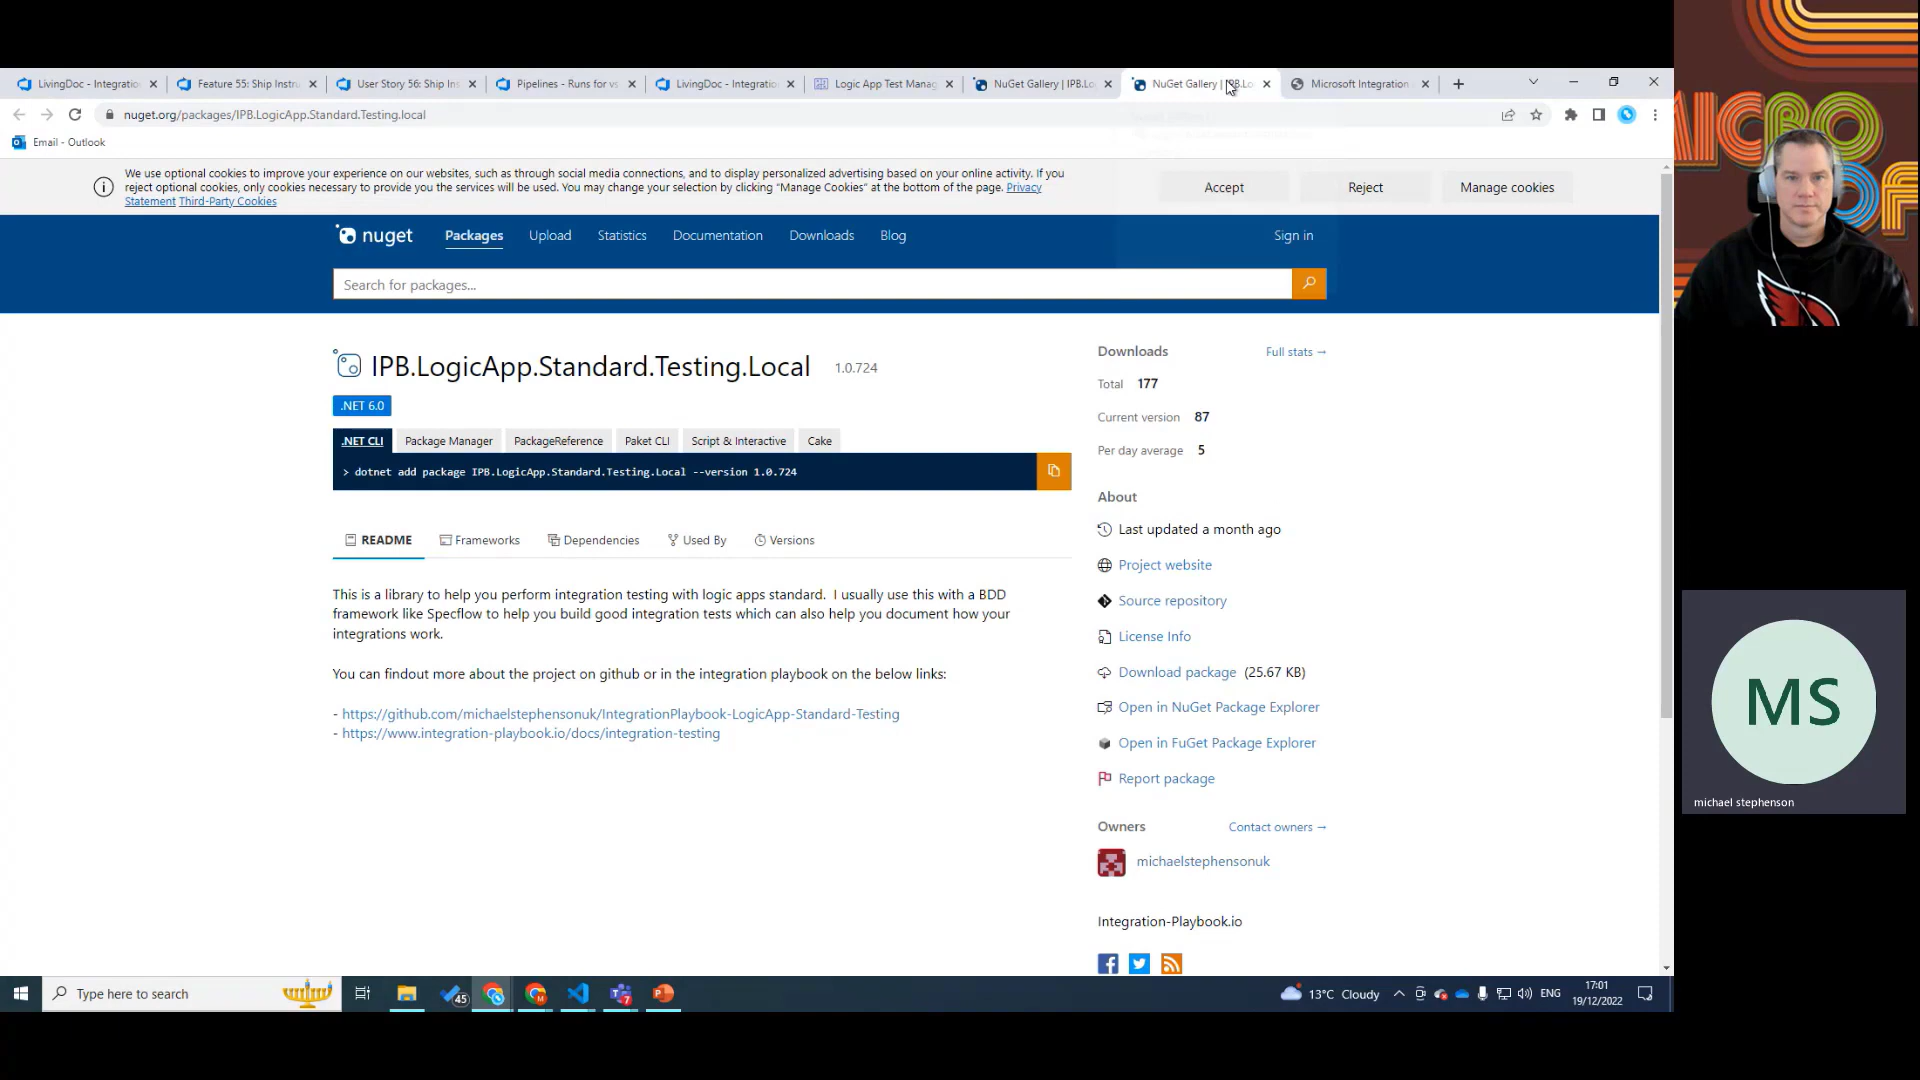 LivingDoc - Integratio
Feature 55: Ship Instru
User Story 56: Ship Ins
Pipelines - Runs for vs
LivingDoc - Integratio
Logic App Test Manag
NuGet Gallery | IPB.Lo
NuGet Gallery | IPB.Lo
Microsoft Integration
nuget.org/packages/IPB.LogicApp.Standard.Testing.local
Email - Outlook
We use optional cookies to improve your experience on our websites, such as through social media connections, and to display personalized advertising based on your online activity. If you
reject optional cookies, only cookies necessary to provide you the services will be used. You may change your selection by clicking "Manage Cookies" at the bottom of the page. Privacy
Statement Third-Party Cookies
Accept
Reject
Manage cookies
nuget
Packages
Upload
Statistics
Documentation
Downloads
Blog
Sign in
Search for packages...
IPB.LogicApp.Standard.Testing.Local 1.0.724
.NET 6.0
.NET CLI
Package Manager
PackageReference
Paket CLI
Script & Interactive
Cake
> dotnet add package IPB.LogicApp.Standard.Testing.Local --version 1.0.724
README
Frameworks
Dependencies
Used By
Versions
This is a library to help you perform integration testing with logic apps standard. I usually use this with a BDD
framework like Specflow to help you build good integration tests which can also help you document how your
integrations work.
You can findout more about the project on github or in the integration playbook on the below links:
- https://github.com/michaelstephensonuk/IntegrationPlaybook-LogicApp-Standard-Testing
- https://www.integration-playbook.io/docs/integration-testing
Downloads
Full stats →
Total 177
Current version 87
Per day average 5
About
Last updated a month ago
Project website
Source repository
License Info
Download package (25.67 KB)
Open in NuGet Package Explorer
Open in FuGet Package Explorer
Report package
Owners
Contact owners →
michaelstephensonuk
Integration-Playbook.io
Type here to search
45
13°C Cloudy
ENG
17:01
19/12/2022
MS
michael stephenson